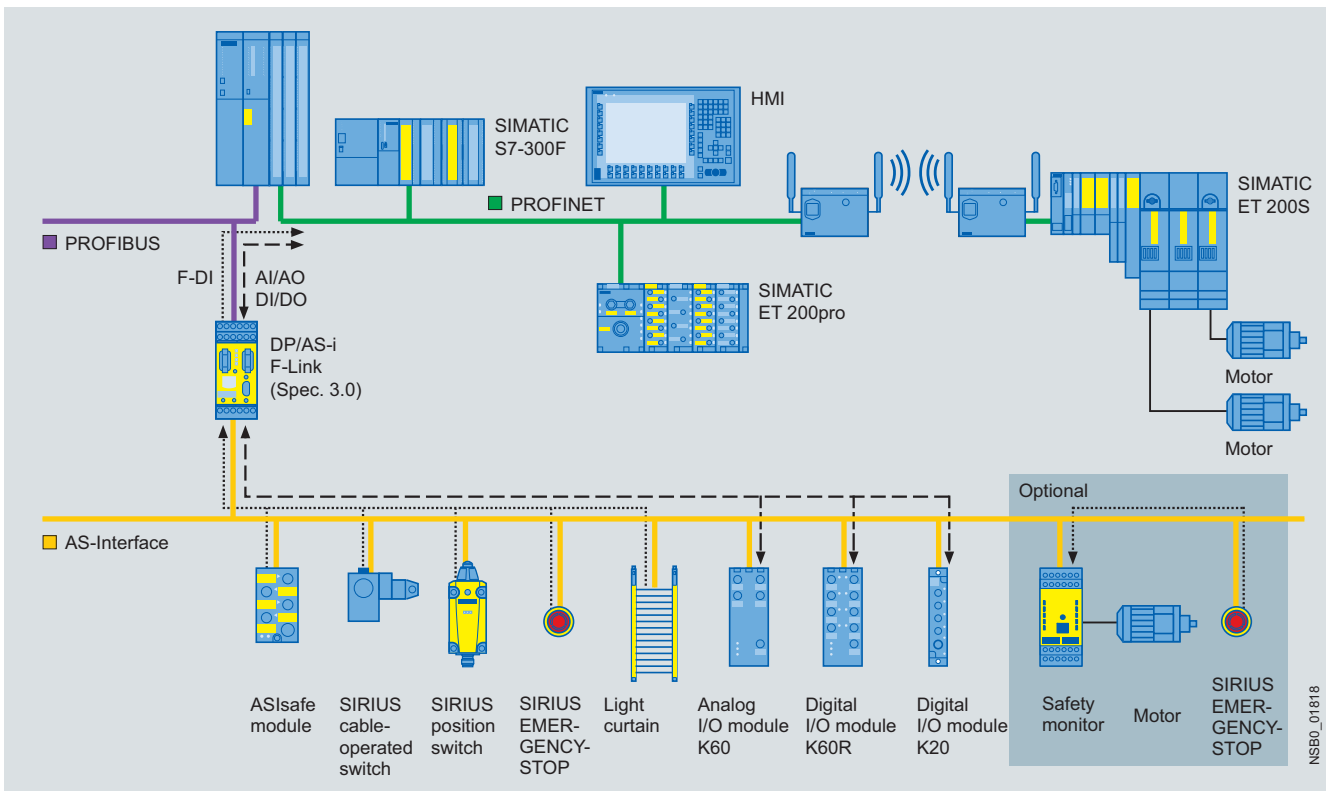 HMI
SIMATIC
S7-300F
PROFINET
SIMATIC
ET 200S
PROFIBUS
F-DI
AI/AO
DI/DO
SIMATIC
ET 200pro
DP/AS-i
F-Link
(Spec. 3.0)
Motor
Motor
Optional
AS-Interface
ASIsafe
module
SIRIUS
cable-
operated
switch
SIRIUS
position
switch
SIRIUS
EMER-
GENCY-
STOP
Light
curtain
Analog
I/O module
K60
Digital
I/O module
K60R
Digital
I/O module
K20
Safety
monitor
Motor
SIRIUS
EMER-
GENCY-
STOP
NSB0_01818